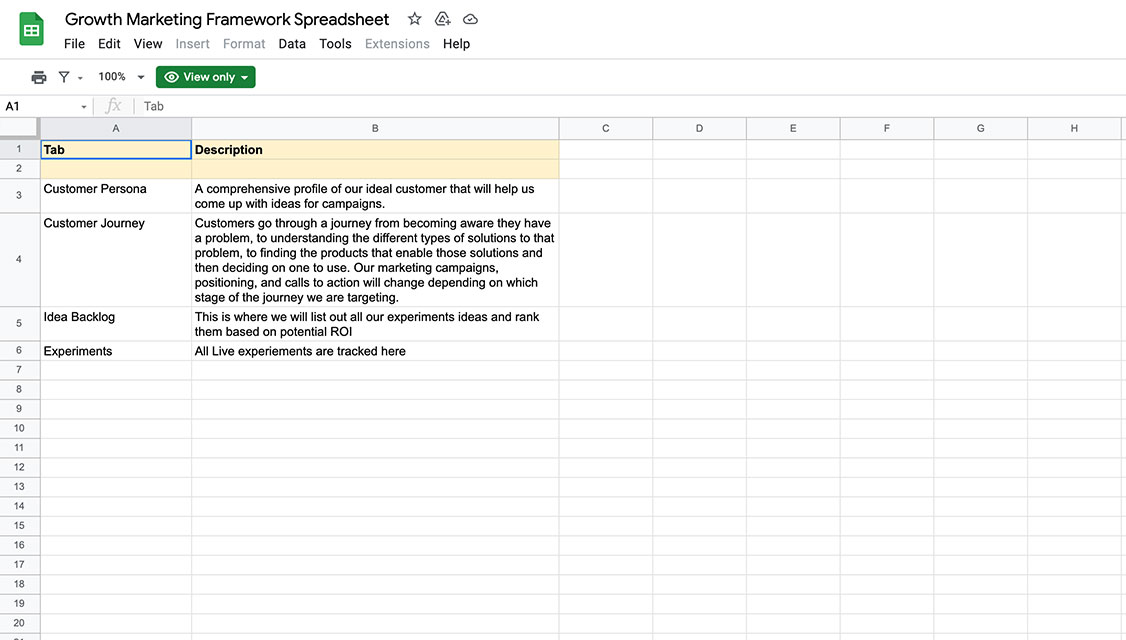 Growth Marketing Framework Spreadsheet
File Edit View Insert Format Data Tools Extensions Help
100% View only
A1 fx Tab
A B C D E F G H
1 Tab Description
2
3 Customer Persona A comprehensive profile of our ideal customer that will help us
come up with ideas for campaigns.
4 Customer Journey Customers go through a journey from becoming aware they have
a problem, to understanding the different types of solutions to that
problem, to finding the products that enable those solutions and
then deciding on one to use. Our marketing campaigns,
positioning, and calls to action will change depending on which
stage of the journey we are targeting.
5 Idea Backlog This is where we will list out all our experiments ideas and rank
them based on potential ROI
6 Experiments All Live experiements are tracked here
7
8
9
10
11
12
13
14
15
16
17
18
19
20